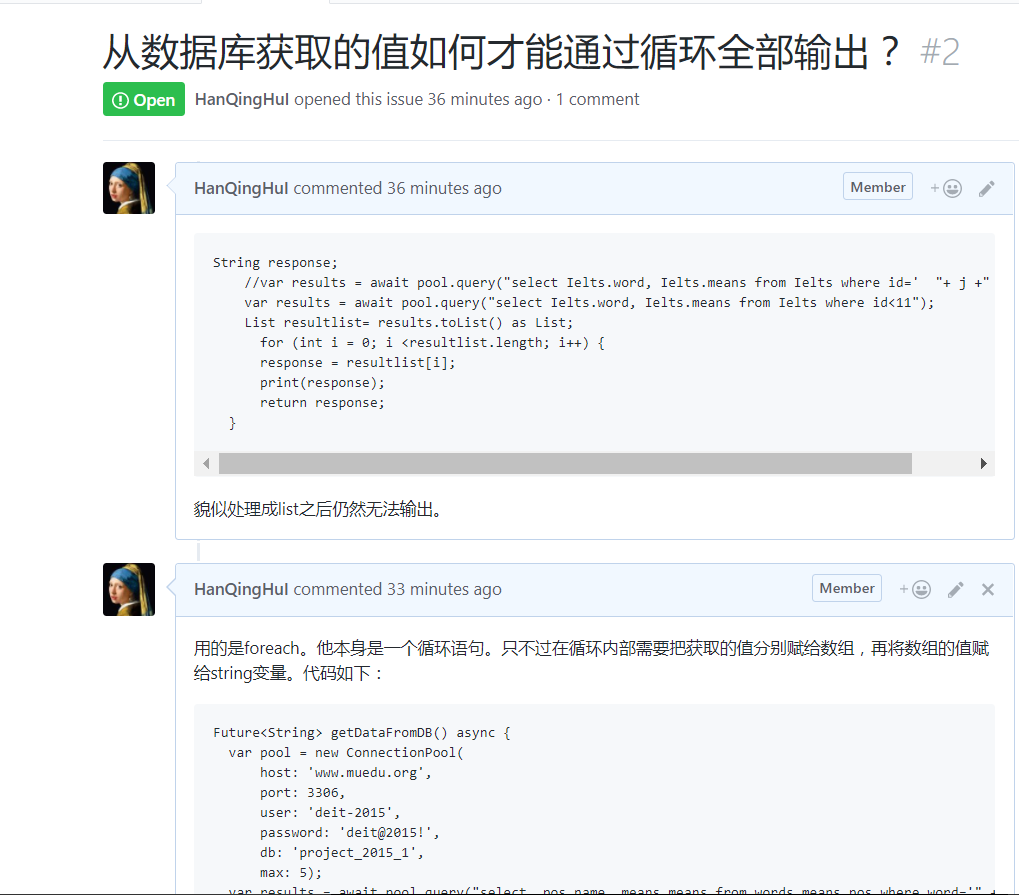 从数据库获取的值如何才能通过循环全部输出？ #2
Open HanQingHuI opened this issue 36 minutes ago · 1 comment
HanQingHuI commented 36 minutes ago Member
String response;
//var results = await pool.query("select Ielts.word, Ielts.means from Ielts where id='  "+ j +"
var results = await pool.query("select Ielts.word, Ielts.means from Ielts where id<11");
List resultlist= results.toList() as List;
for (int i = 0; i <resultlist.length; i++) {
response = resultlist[i];
print(response);
return response;
}
貌似处理成list之后仍然无法输出。
HanQingHuI commented 33 minutes ago Member
用的是foreach。他本身是一个循环语句。只不过在循环内部需要把获取的值分别赋给数组，再将数组的值赋
给string变量。代码如下：
Future<String> getDataFromDB() async {
var pool = new ConnectionPool(
host: 'www.muedu.org',
port: 3306,
user: 'deit-2015',
password: 'deit@2015!',
db: 'project_2015_1',
max: 5);
var results = await pool.query("select